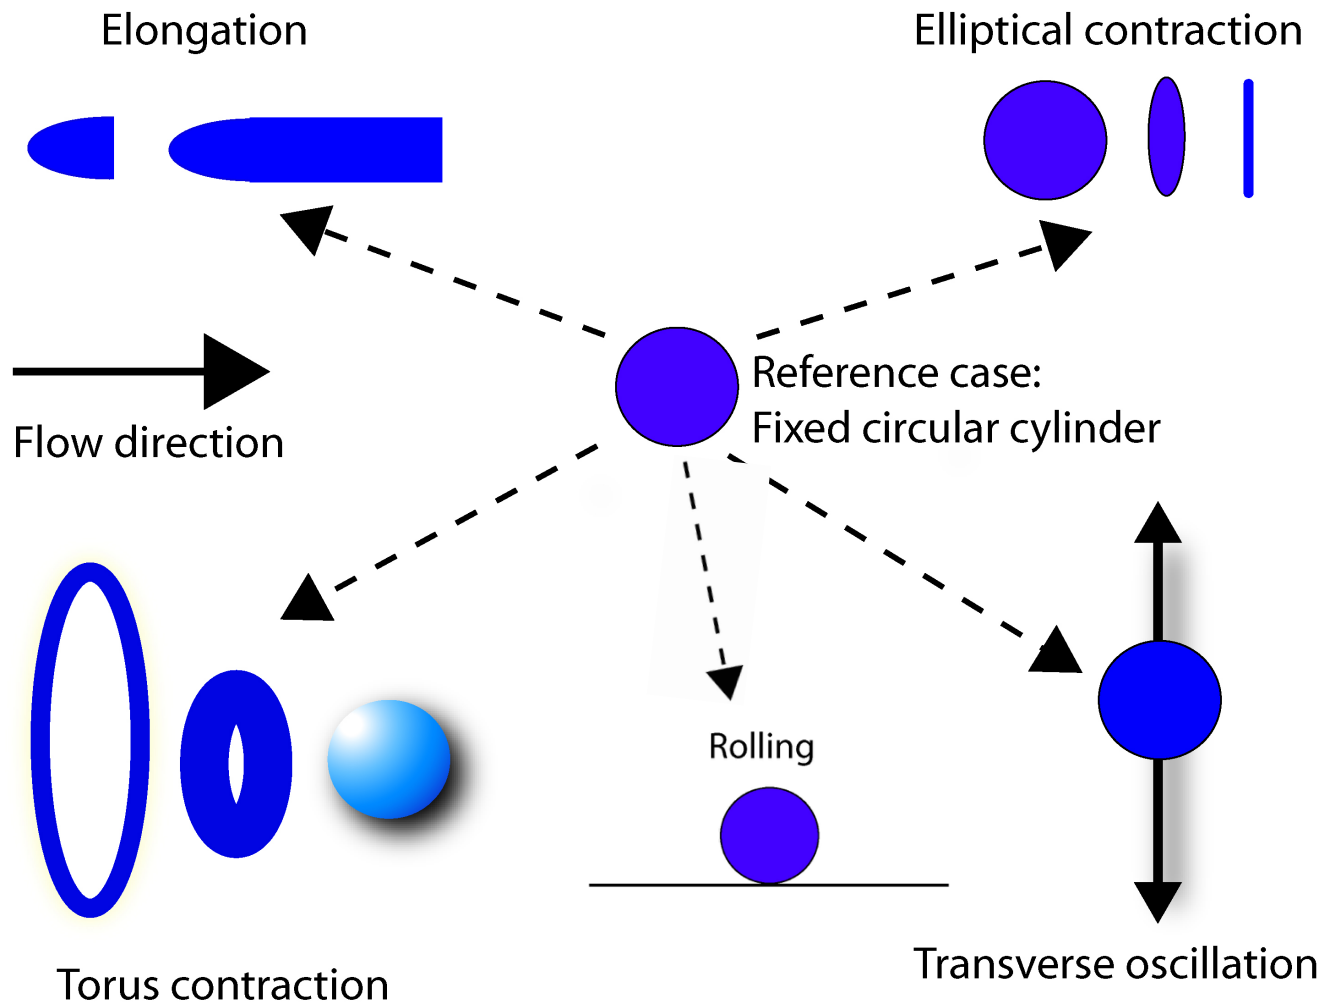 Elongation
Elliptical contraction
Reference case:
Fixed circular cylinder
Flow direction
Rolling
Transverse oscillation
Torus contraction